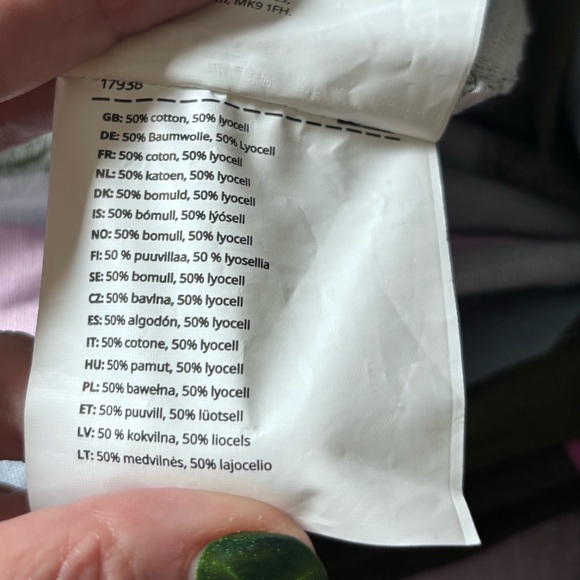 MK9 1FH.
GB: 50% cotton, 50% lyocell
DE: 50% Baumwolle, 50% Lyocell
FR: 50% coton, 50% lyocell
NL: 50% katoen, 50% lyocell
DK: 50% bomuld, 50% lyocell
IS: 50% bómull, 50% lýósell
NO: 50% bomull, 50% lyocell
FI: 50 % puuvillaa, 50 % lyosellia
SE: 50% bomull, 50% lyocell
CZ: 50% bavlna, 50% lyocell
ES: 50% algodón, 50% lyocell
IT: 50% cotone, 50% lyocell
HU: 50% pamut, 50% lyocell
PL: 50% bawełna, 50% lyocell
ET: 50% puuvill, 50% lüotsell
LV: 50 % kokvilna, 50% liocels
LT: 50% medvilnės, 50% lajocelio